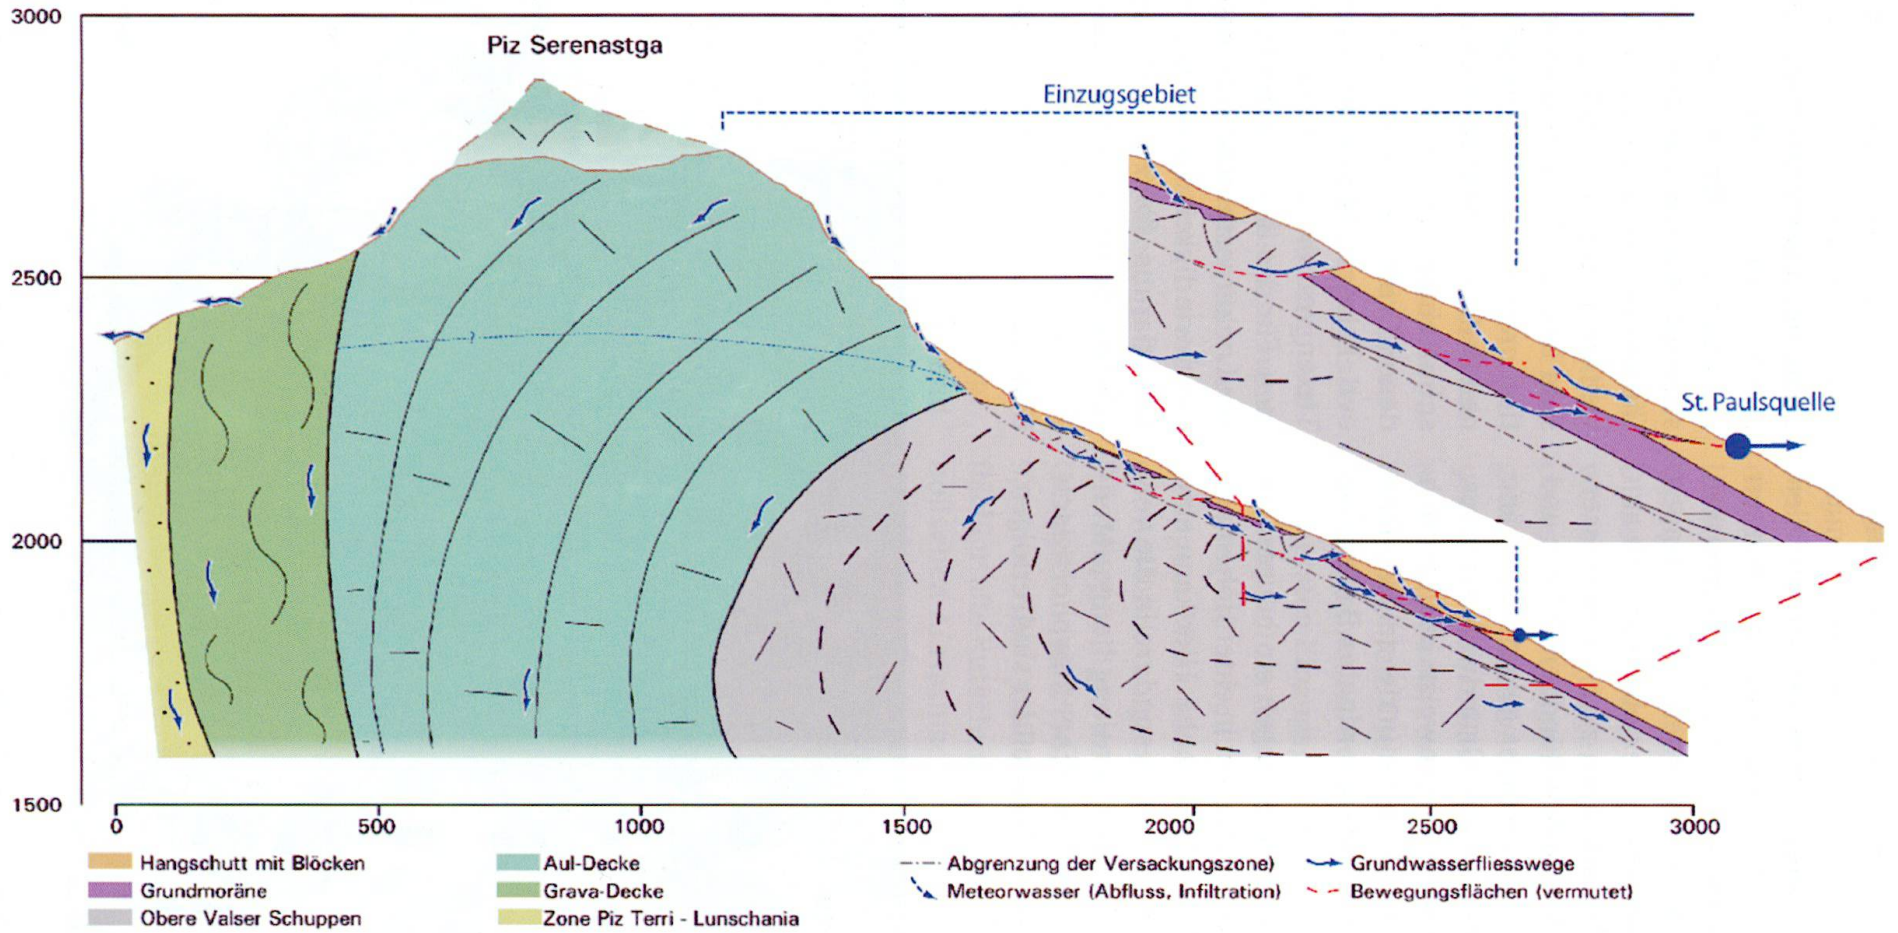 3000
Piz Serenastga
Einzugsgebiet
2500
?
?
St. Paulsquelle
2000
1500
0 500 1000 1500 2000 2500 3000
Hangschutt mit Blöcken Aul-Decke Abgrenzung der Versackungszone) Grundwasserfliesswege
Grundmoräne Grava-Decke Meteorwasser (Abfluss, Infiltration) Bewegungsflächen (vermutet)
Obere Valser Schuppen Zone Piz Terri - Lunschania